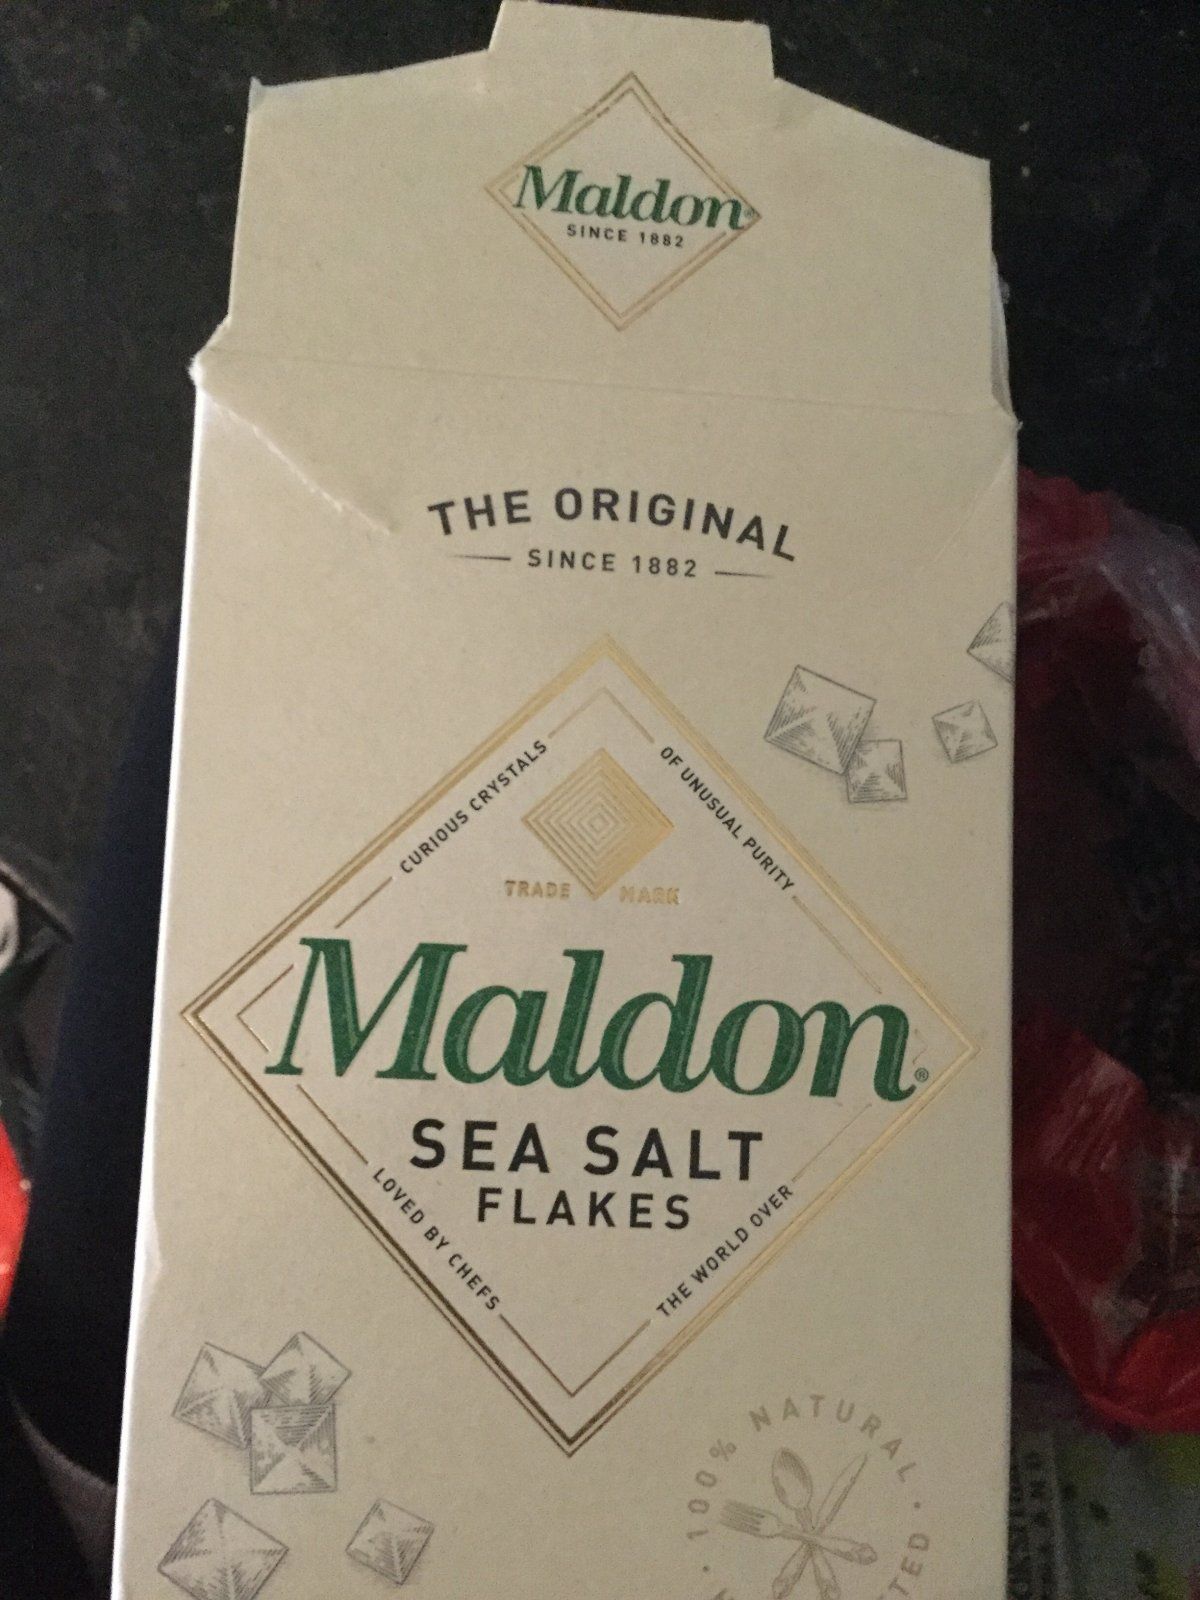 Maldon®
SINCE 1882
THE ORIGINAL
SINCE 1882
CURIOUS CRYSTALS
OF UNUSUAL PURITY
TRADE MARK
Maldon®
SEA SALT
FLAKES
LOVED BY CHEFS
THE WORLD OVER
100% NATURAL